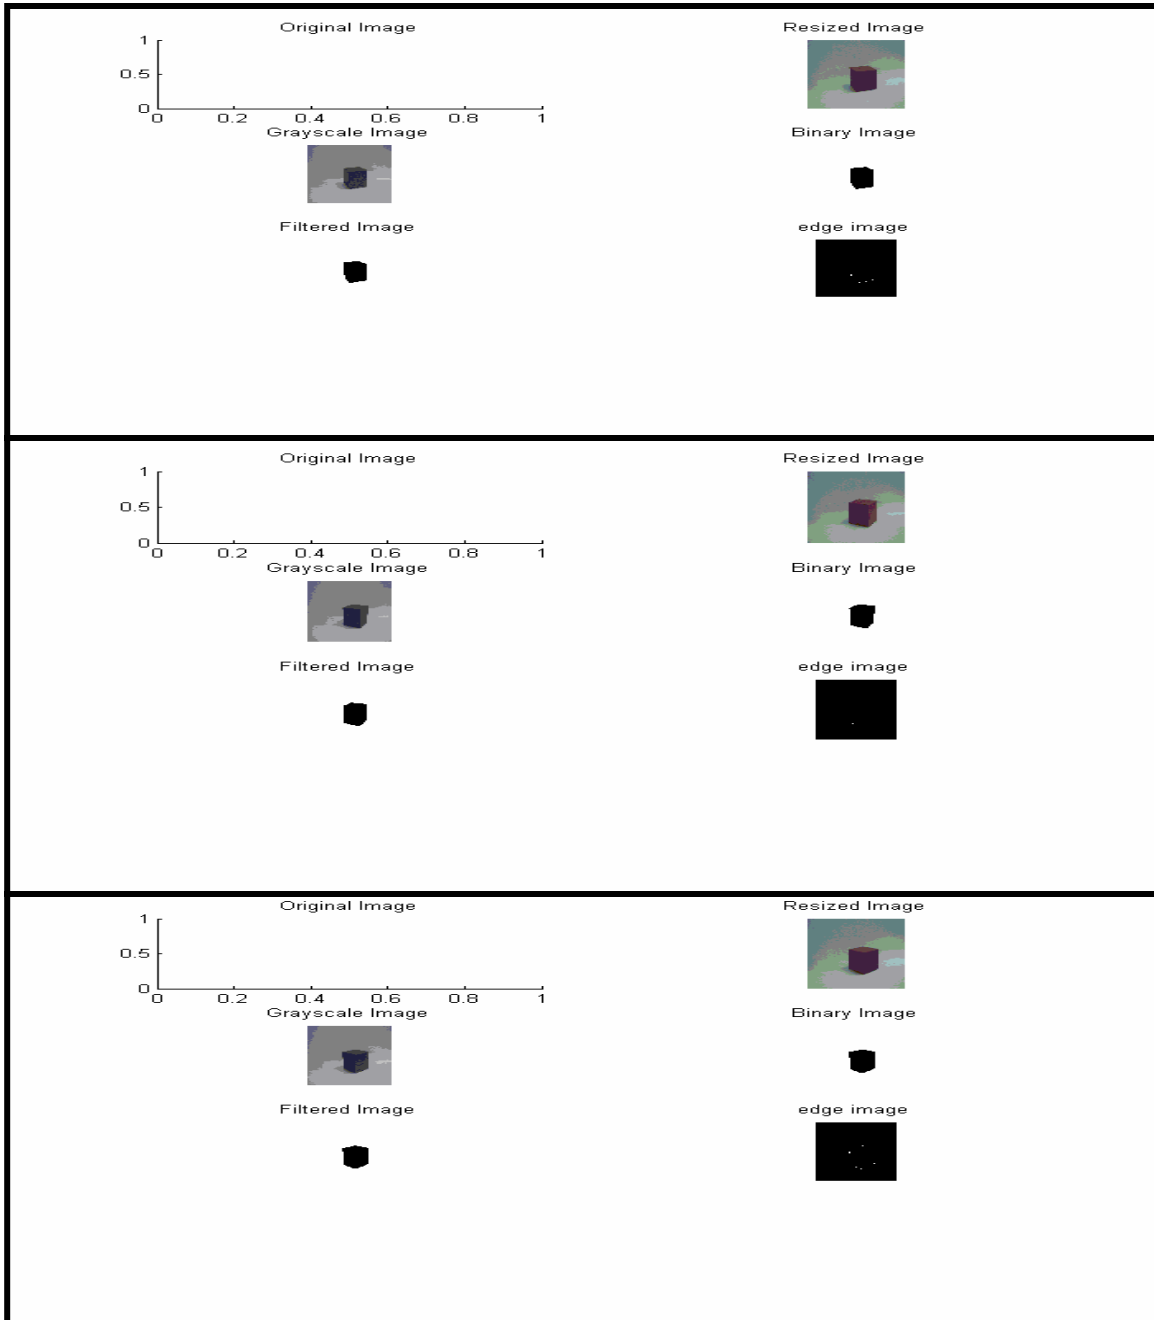 Original Image
Resized Image
1
0.5
0
0 0.2 0.4 0.6 0.8 1
Grayscale Image
Binary Image
Filtered Image
edge image
Original Image
Resized Image
1
0.5
0
0 0.2 0.4 0.6 0.8 1
Grayscale Image
Binary Image
Filtered Image
edge image
Original Image
Resized Image
1
0.5
0
0 0.2 0.4 0.6 0.8 1
Grayscale Image
Binary Image
Filtered Image
edge image